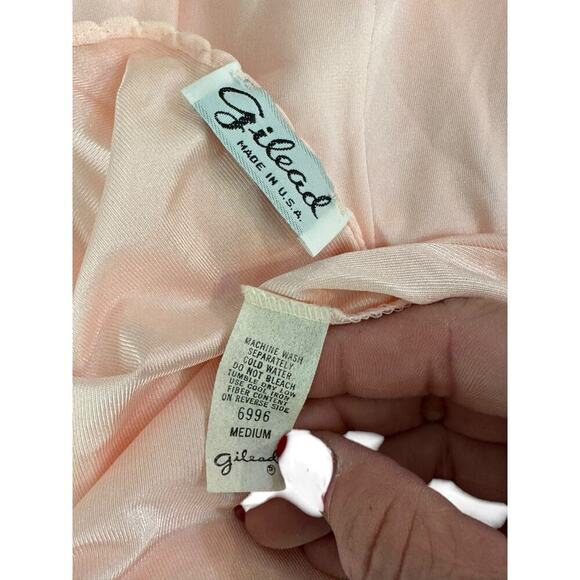 gilead
MADE IN U.S.A.
MACHINE WASH
SEPARATELY
COLD WATER
DO NOT BLEACH
TUMBLE DRY LOW
USE COOL IRON
FIBER CONTENT
ON REVERSE SIDE
6996
MEDIUM
gilead